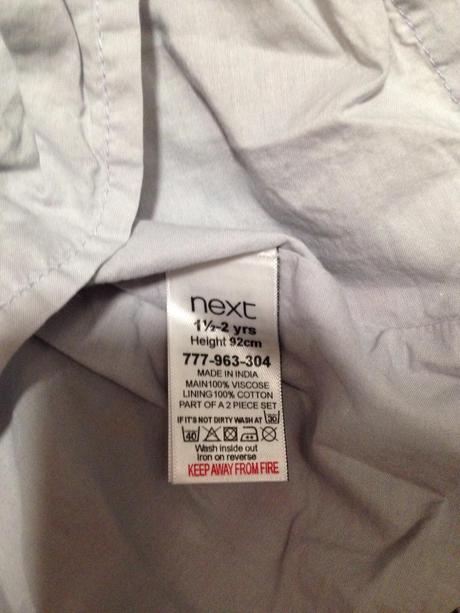 next
1½-2 yrs
Height 92cm
777-963-304
MADE IN INDIA
MAIN100% VISCOSE
LINING100% COTTON
PART OF A 2 PIECE SET
IF IT'S NOT DIRTY WASH AT 30
40
Wash inside out
Iron on reverse
KEEP AWAY FROM FIRE